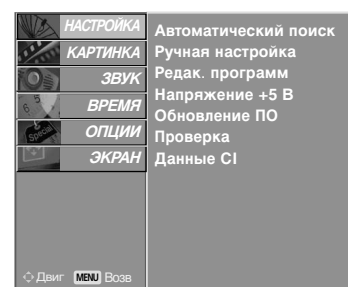 НАСТРОЙКА
КАРТИНКА
ЗВУК
ВРЕМЯ
ОПЦИИ
ЭКРАН
Автоматический поиск
Ручная настройка
Редак. программ
Напряжение +5 В
Обновление ПО
Проверка
Данные CI
Special
Двиг MENU Возв